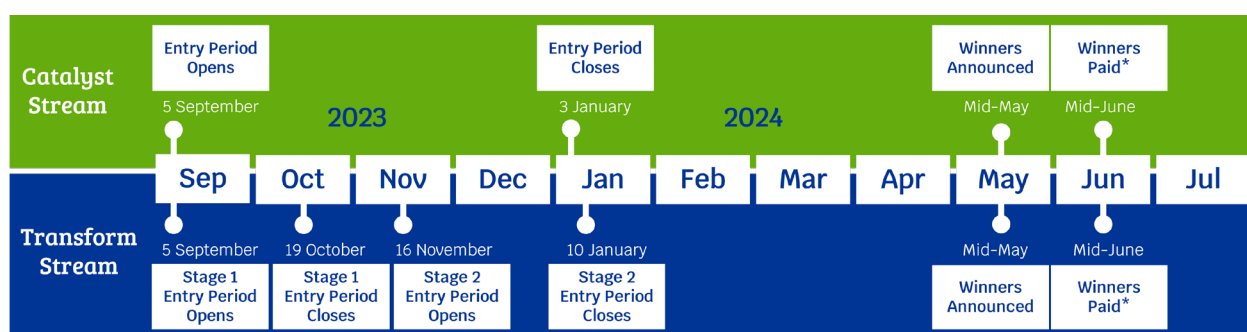 Entry Period
Opens
Entry Period
Closes
Winners
Announced
Winners
Paid*
Catalyst
Stream
5 September
3 January
Mid-May
Mid-June
2023
2024
Sep
Oct
Nov
Dec
Jan
Feb
Mar
Apr
May
Jun
Jul
Transform
Stream
5 September
19 October
16 November
10 January
Mid-May
Mid-June
Stage 1
Entry Period
Opens
Stage 1
Entry Period
Closes
Stage 2
Entry Period
Opens
Stage 2
Entry Period
Closes
Winners
Announced
Winners
Paid*